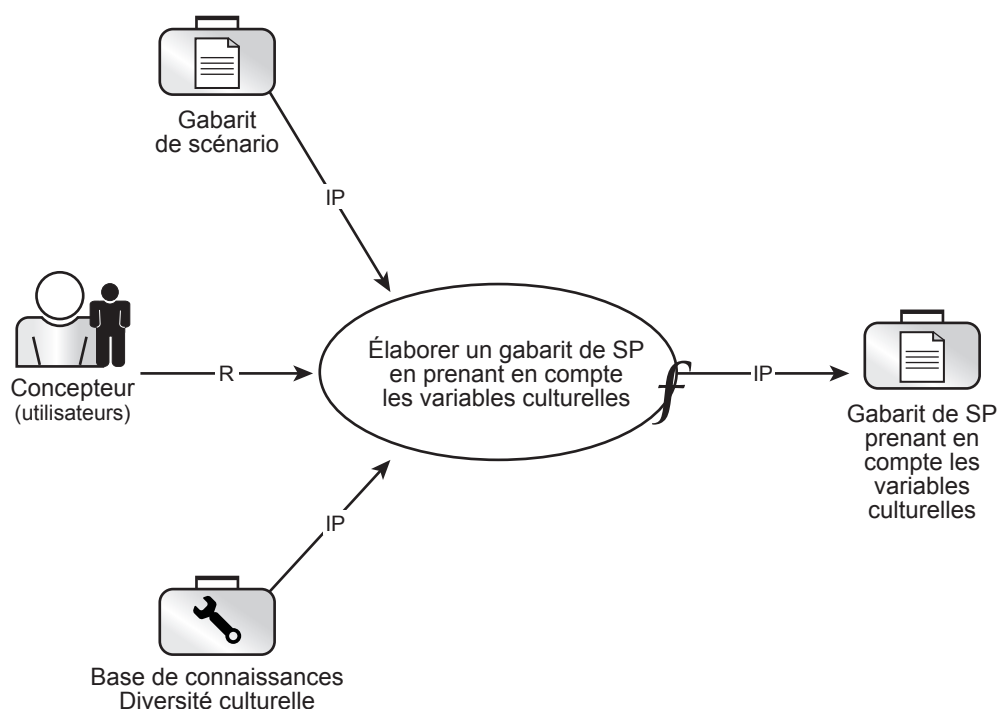 Gabarit
de scénario
IP
Concepteur
(utilisateurs)
R
Élaborer un gabarit de SP
en prenant en compte
les variables culturelles
f
IP
Gabarit de SP
prenant en
compte les
variables
culturelles
IP
Base de connaissances
Diversité culturelle